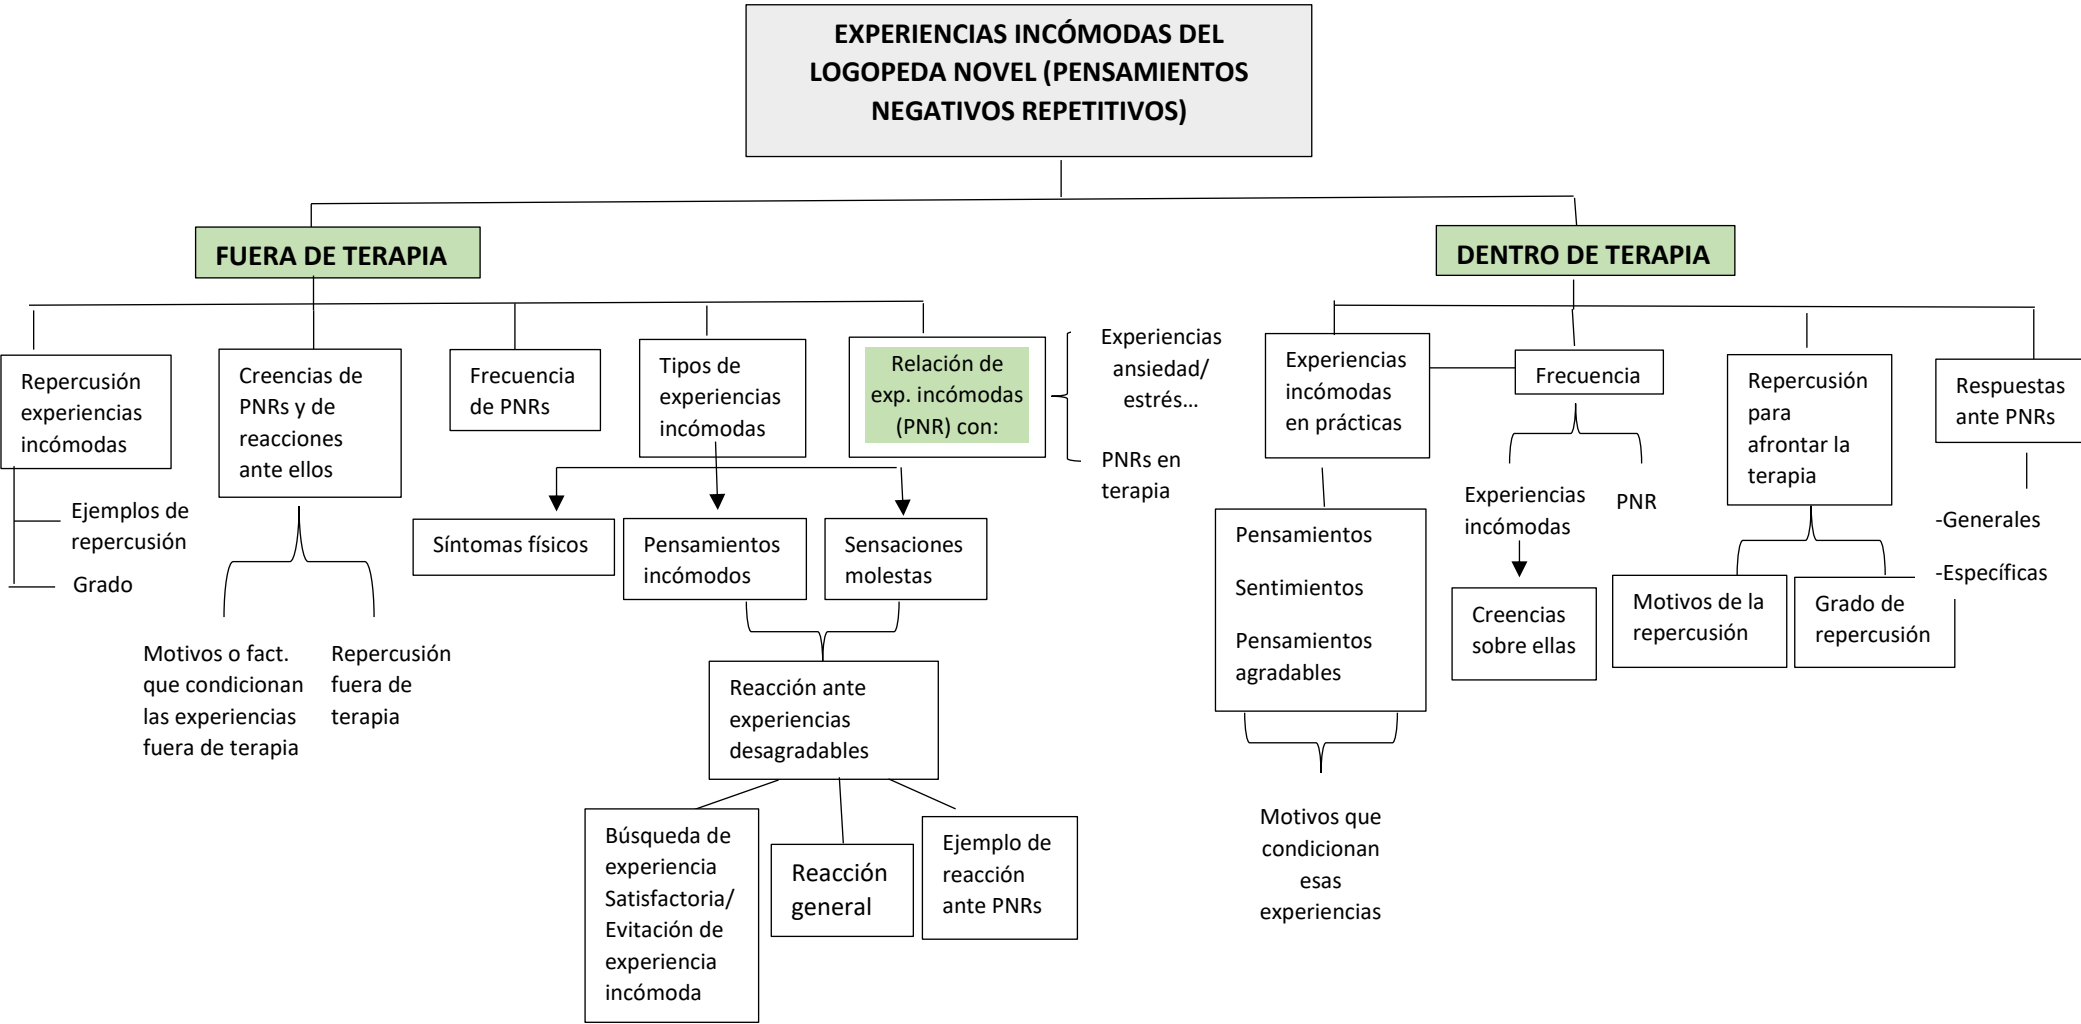 EXPERIENCIAS INCÓMODAS DEL
LOGOPEDA NOVEL (PENSAMIENTOS
NEGATIVOS REPETITIVOS)
FUERA DE TERAPIA
DENTRO DE TERAPIA
Repercusión
experiencias
incómodas
Ejemplos de
repercusión
Grado
Creencias de
PNRs y de
reacciones
ante ellos
Motivos o fact.
que condicionan
las experiencias
fuera de terapia
Repercusión
fuera de
terapia
Frecuencia
de PNRs
Tipos de
experiencias
incómodas
Síntomas físicos
Pensamientos
incómodos
Sensaciones
molestas
Reacción ante
experiencias
desagradables
Búsqueda de
experiencia
Satisfactoria/
Evitación de
experiencia
incómoda
Reacción
general
Ejemplo de
reacción
ante PNRs
Relación de
exp. incómodas
(PNR) con:
Experiencias
ansiedad/
estrés...
PNRs en
terapia
Experiencias
incómodas
en prácticas
Pensamientos
Sentimientos
Pensamientos
agradables
Motivos que
condicionan
esas
experiencias
Frecuencia
Experiencias
incómodas
PNR
Creencias
sobre ellas
Repercusión
para
afrontar la
terapia
Motivos de la
repercusión
Grado de
repercusión
Respuestas
ante PNRs
-Generales
-Específicas